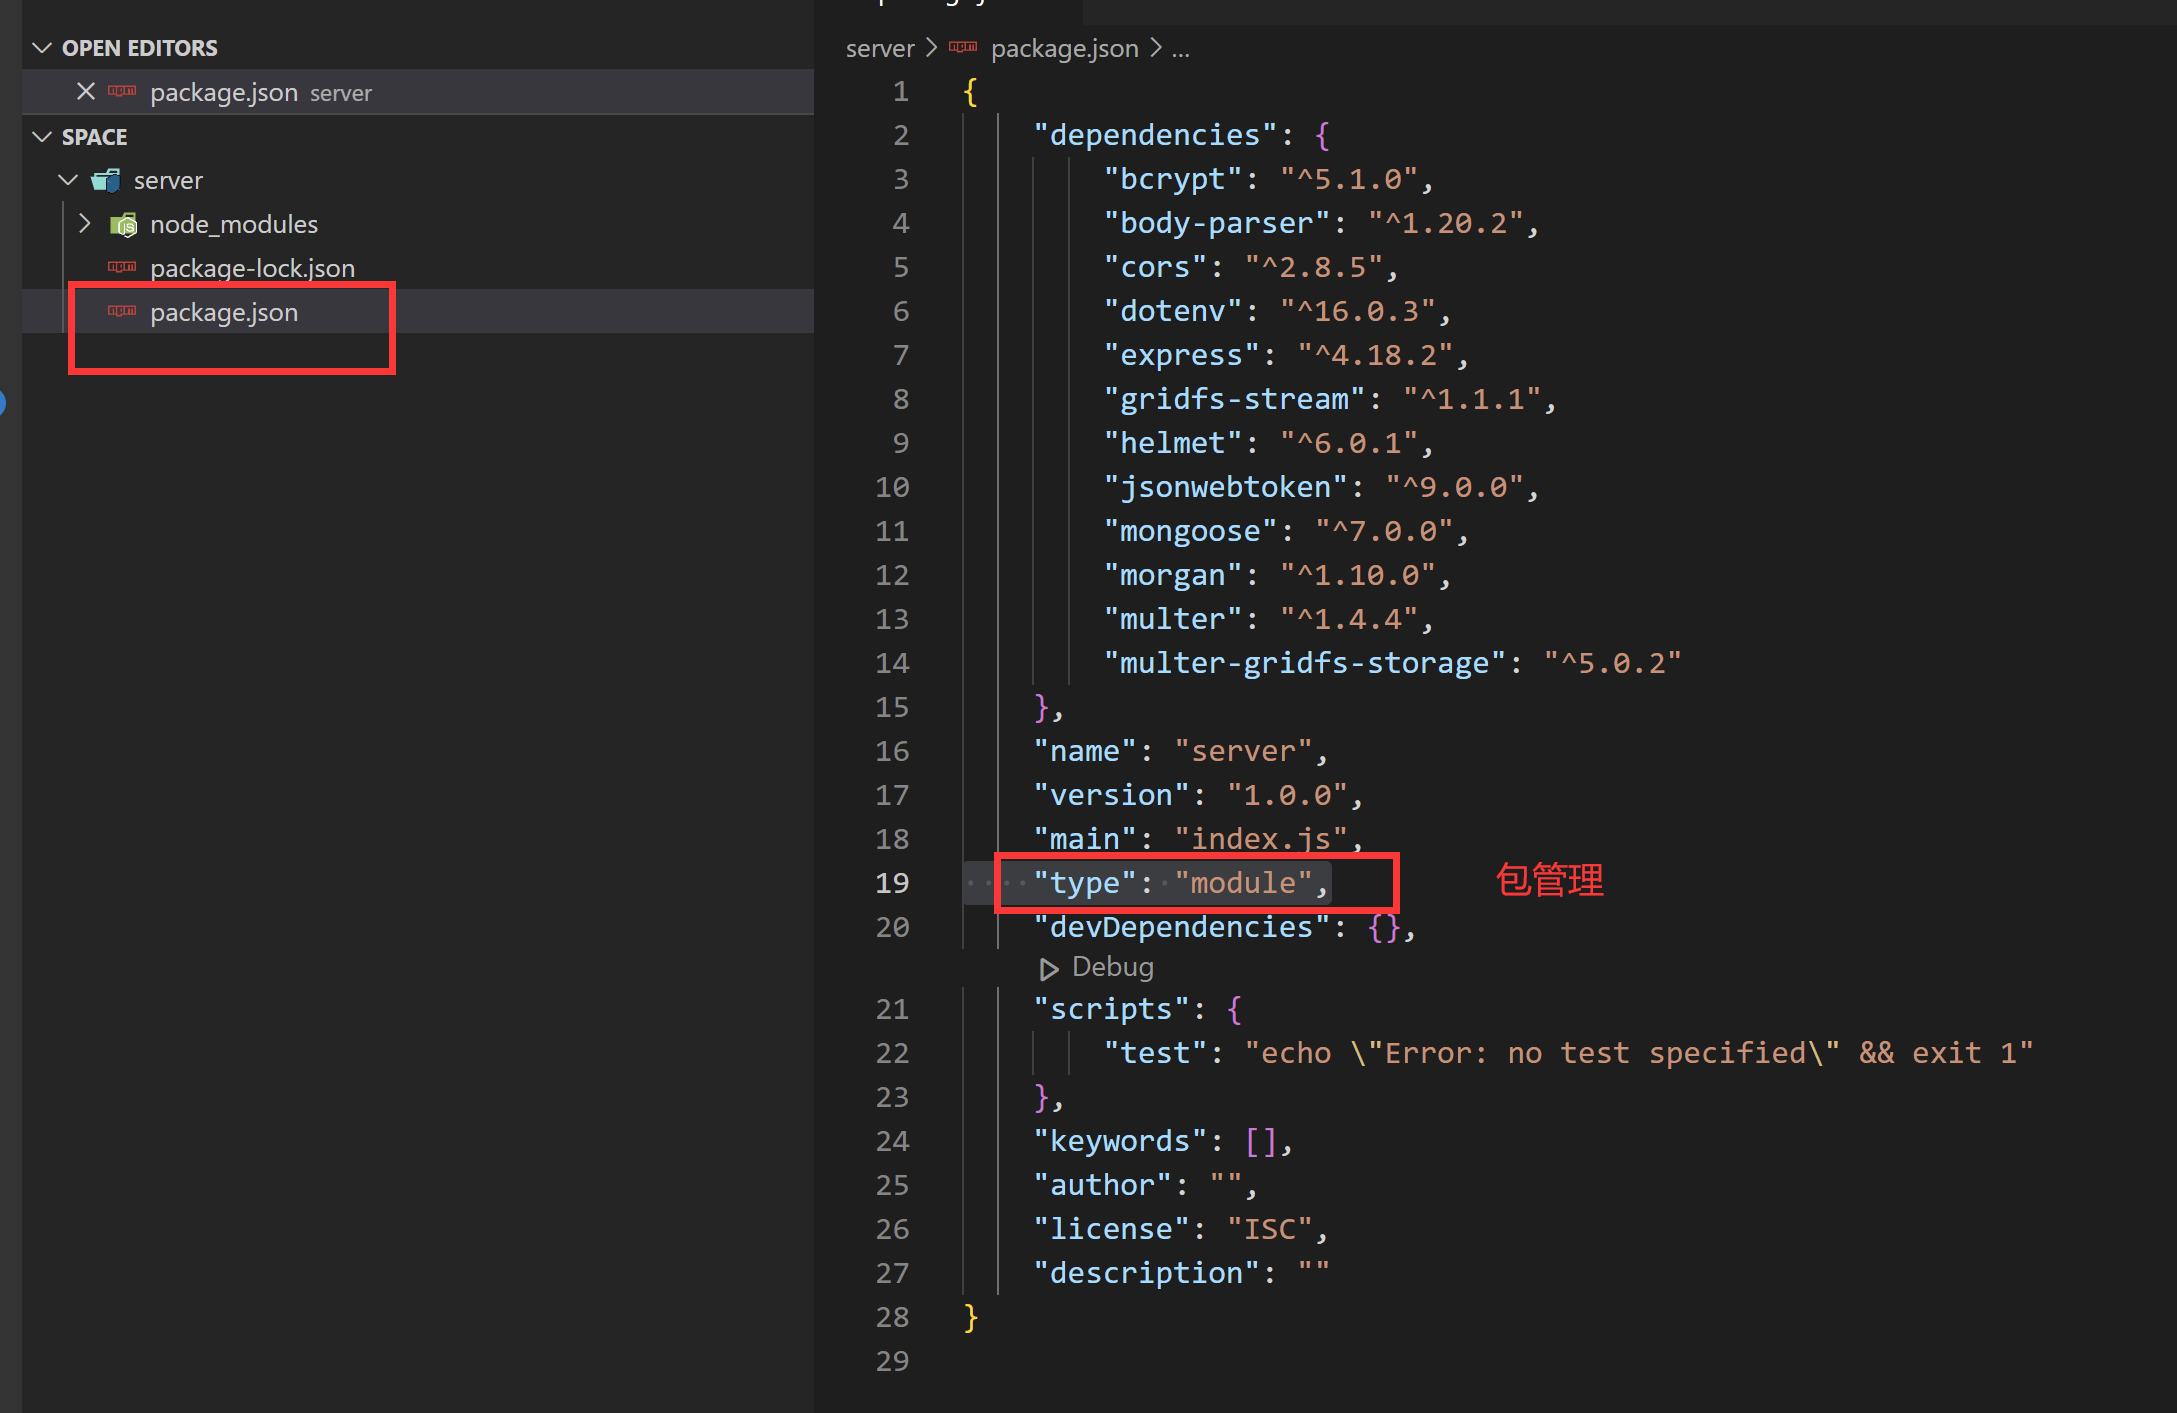 OPEN EDITORS
package.json server
SPACE
server
node_modules
package-lock.json
package.json
server > package.json > ...
1 {
2 "dependencies": {
3 "bcrypt": "^5.1.0",
4 "body-parser": "^1.20.2",
5 "cors": "^2.8.5",
6 "dotenv": "^16.0.3",
7 "express": "^4.18.2",
8 "gridfs-stream": "^1.1.1",
9 "helmet": "^6.0.1",
10 "jsonwebtoken": "^9.0.0",
11 "mongoose": "^7.0.0",
12 "morgan": "^1.10.0",
13 "multer": "^1.4.4",
14 "multer-gridfs-storage": "^5.0.2"
15 },
16 "name": "server",
17 "version": "1.0.0",
18 "main": "index.js",
19 "type": "module", 包管理
20 "devDependencies": {},
Debug
21 "scripts": {
22 "test": "echo \"Error: no test specified\" && exit 1"
23 },
24 "keywords": [],
25 "author": "",
26 "license": "ISC",
27 "description": ""
28 }
29